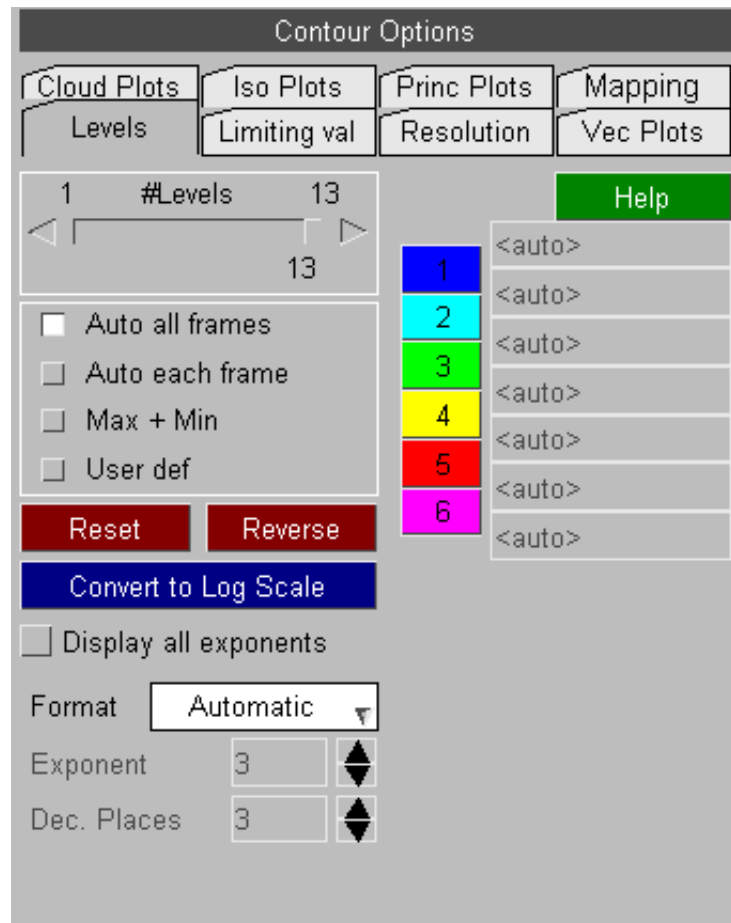 Contour Options
Cloud Plots Iso Plots Princ Plots Mapping
Levels Limiting val Resolution Vec Plots
1 #Levels 13
13
Help
Auto all frames
Auto each frame
Max + Min
User def
Reset Reverse
Convert to Log Scale
Display all exponents
Format Automatic
Exponent 3
Dec. Places 3
<auto>
1
<auto>
2
<auto>
3
<auto>
4
<auto>
5
<auto>
6
<auto>